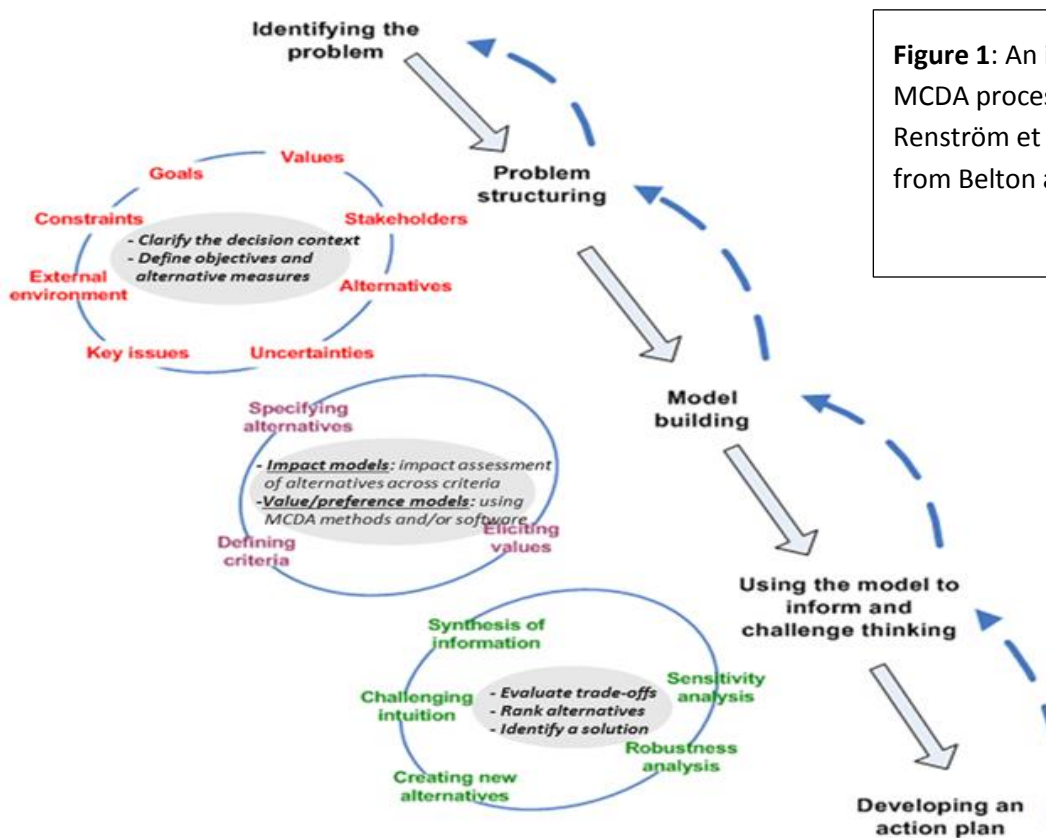 Identifying the
problem
Figure 1: An
MCDA proces
Renström et
from Belton
Problem
structuring
Values
Goals
Constraints
Stakeholders
- Clarify the decision context
- Define objectives and
alternative measures
External
environment
Alternatives
Key issues
Uncertainties
Model
building
Specifying
alternatives
- Impact models: impact assessment
of alternatives across criteria
-Value/preference models: using
MCDA methods and/or software
Defining
criteria
Eliciting
values
Using the model to
inform and
challenge thinking
Synthesis of
information
Challenging
intuition
- Evaluate trade-offs
- Rank alternatives
- Identify a solution
Sensitivity
analysis
Robustness
analysis
Creating new
alternatives
Developing an
action plan